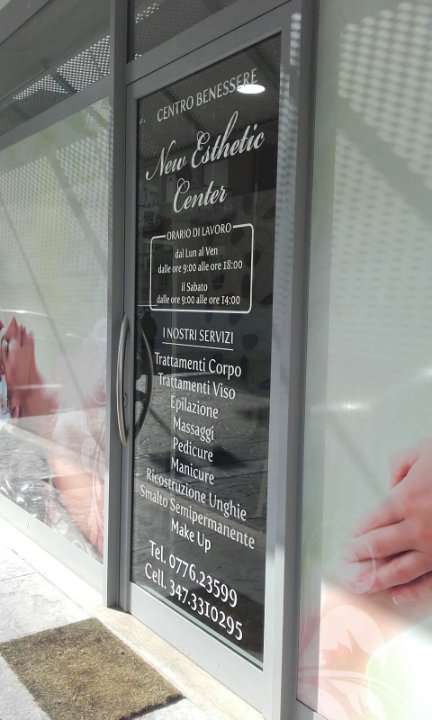 CENTRO BENESSERE
New Esthetic
Center
ORARIO DI LAVORO
dal Lun al Ven
dalle ore 9:00 alle ore 18:00
il Sabato
dalle ore 9:00 alle ore 14:00
I NOSTRI SERVIZI
Trattamenti Corpo
Trattamenti Viso
Epilazione
Massaggi
Pedicure
Manicure
Ricostruzione Unghie
Smalto Semipermanente
Make Up
Tel. 0776.23599
Cell. 347.3310295